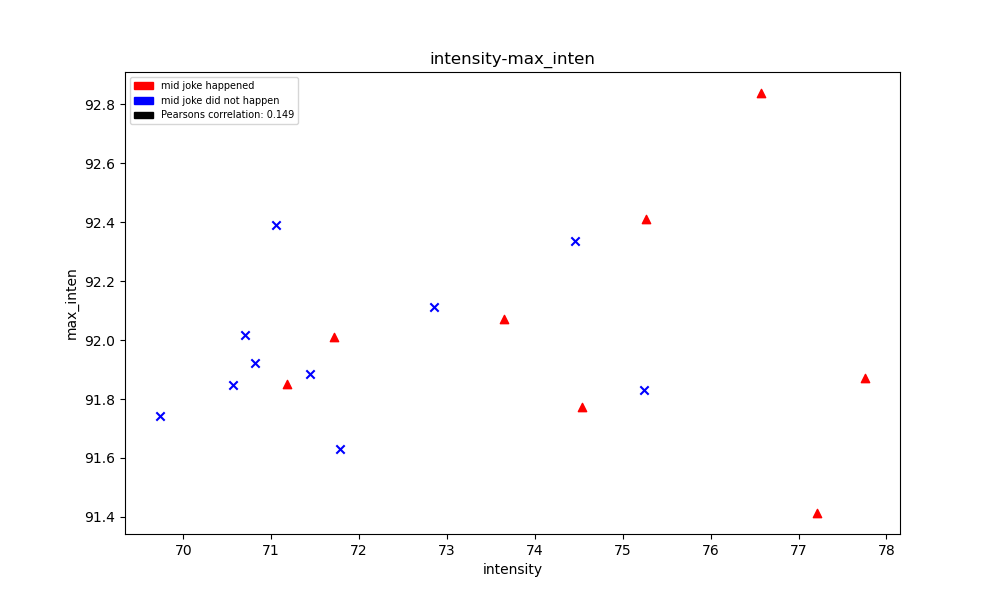 intensity-max_inten
mid joke happened
mid joke did not happen
Pearsons correlation: 0.149
92.8
92.6
92.4
92.2
92.0
91.8
91.6
91.4
max_inten
70 71 72 73 74 75 76 77 78
intensity